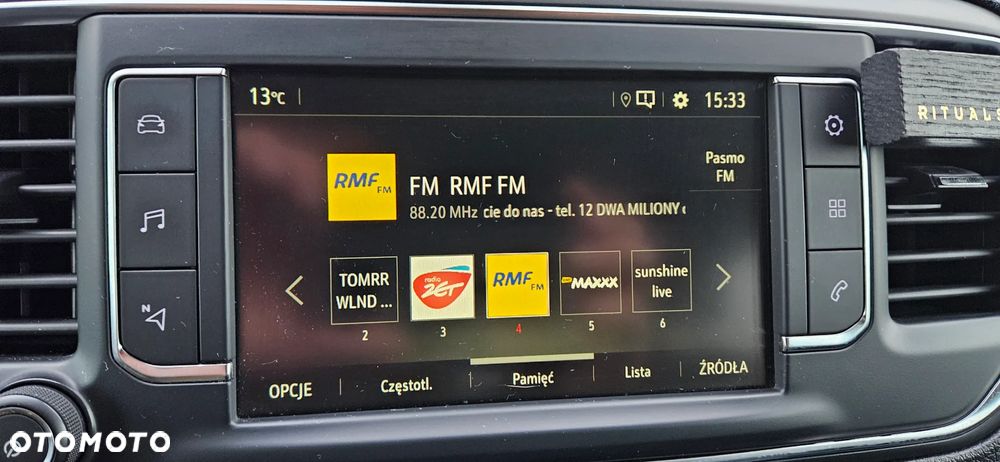 13°C
15:33
RITUALS
RMF FM
FM RMF FM
88.20 MHz cie do nas - tel. 12 DWA MILIONY
Pasmo
FM
TOMRR
WLND ...
radio
ZET
RMF FM
MAXXX
sunshine
live
2
3
4
5
6
OPCJE
Częstotl.
Pamięć
Lista
ŹRÓDŁA
N
OTOMOTO